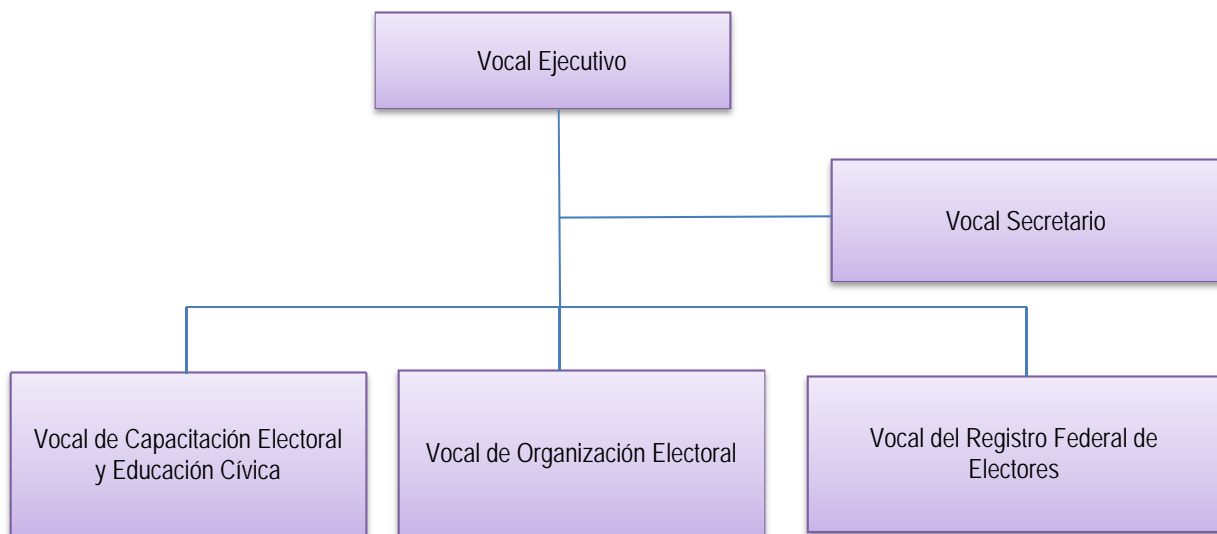 Vocal Ejecutivo
Vocal Secretario
Vocal de Capacitación Electoral
y Educación Cívica
Vocal de Organización Electoral
Vocal del Registro Federal de
Electores